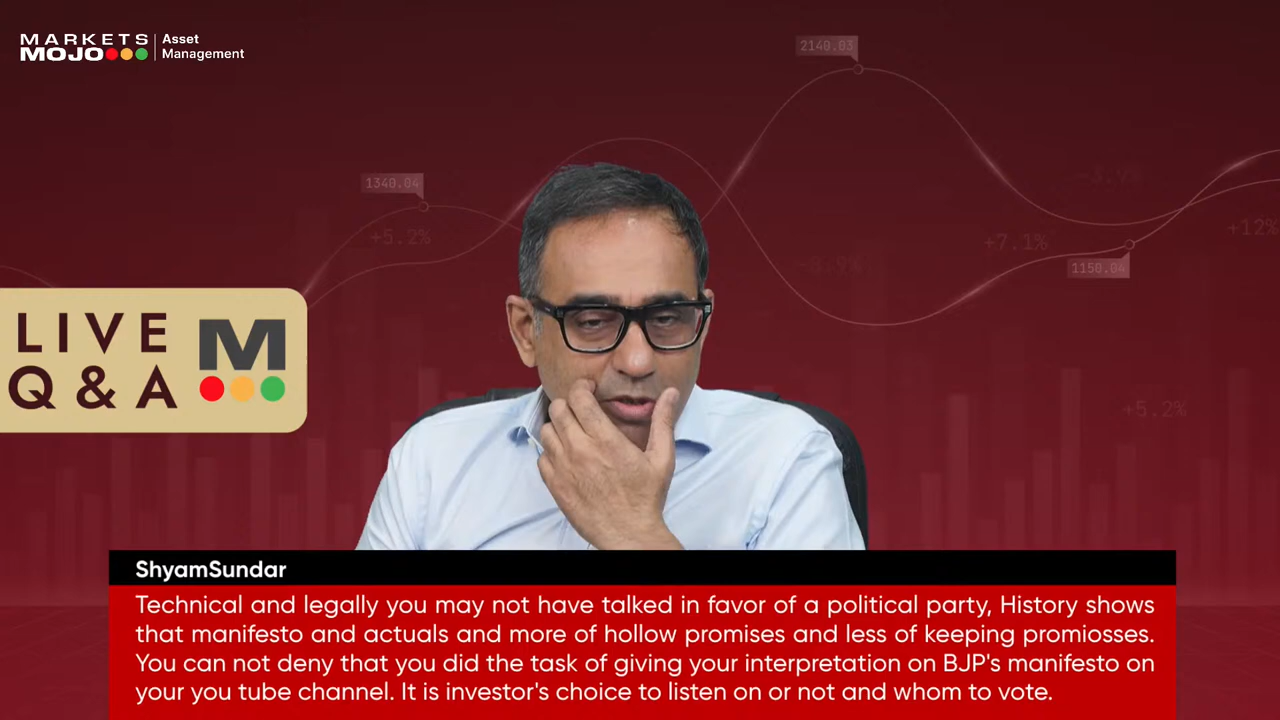 MARKETS
MOJO
Asset
Management
2140.03
1340.04
+5.2%
+7.1%
+12%
1150.04
+5.2%
LIVE
Q & A
M
ShyamSundar
Technical and legally you may not have talked in favor of a political party, History shows
that manifesto and actuals and more of hollow promises and less of keeping promiosses.
You can not deny that you did the task of giving your interpretation on BJP's manifesto on
your you tube channel. It is investor's choice to listen on or not and whom to vote.